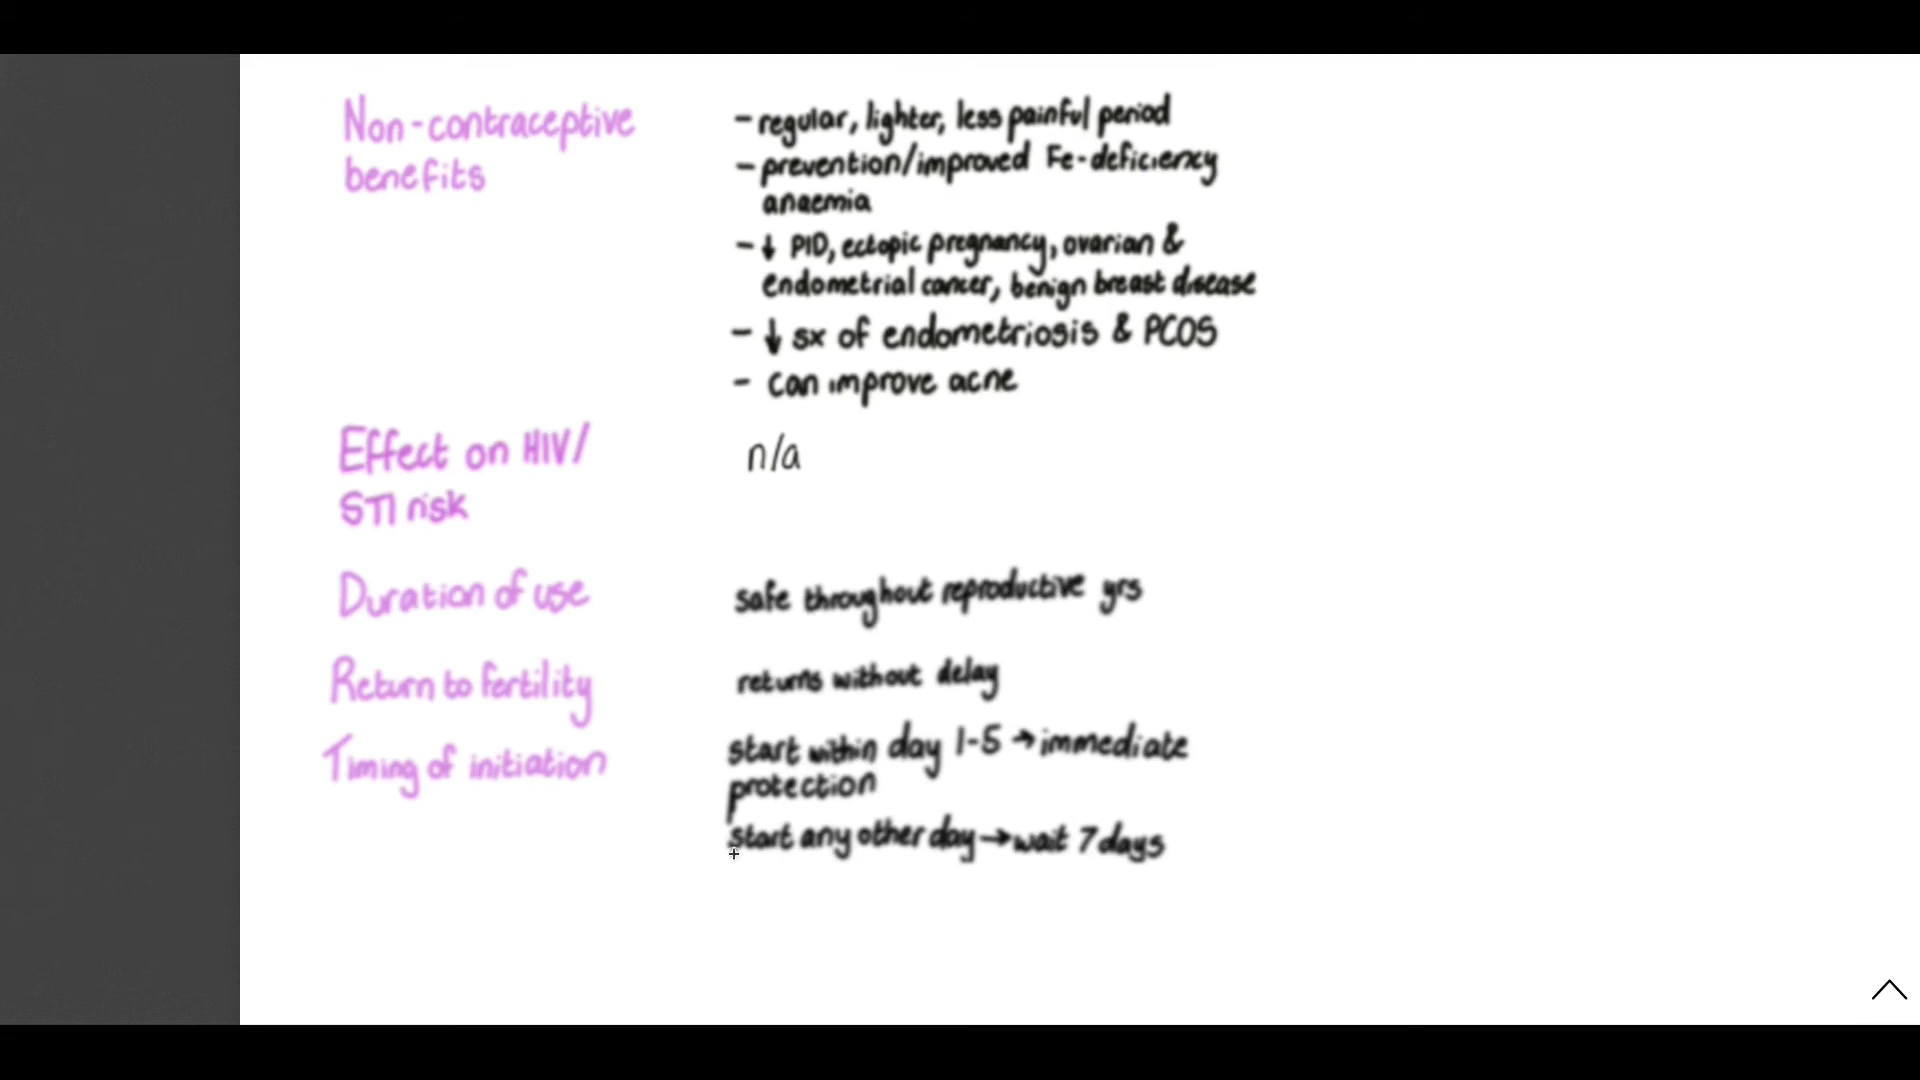 Non-contraceptive
benefits
- regular, lighter, less painful period
- prevention/improved Fe-deficiency
anaemia
- ↓ PID, ectopic pregnancy, ovarian &
endometrial cancer, benign breast disease
- ↓ sx of endometriosis & PCOS
- can improve acne
Effect on HIV/
STI risk
n/a
Duration of use
safe throughout reproductive yrs
Return to fertility
returns without delay
Timing of initiation
start within day 1-5 → immediate
protection
start any other day → wait 7 days